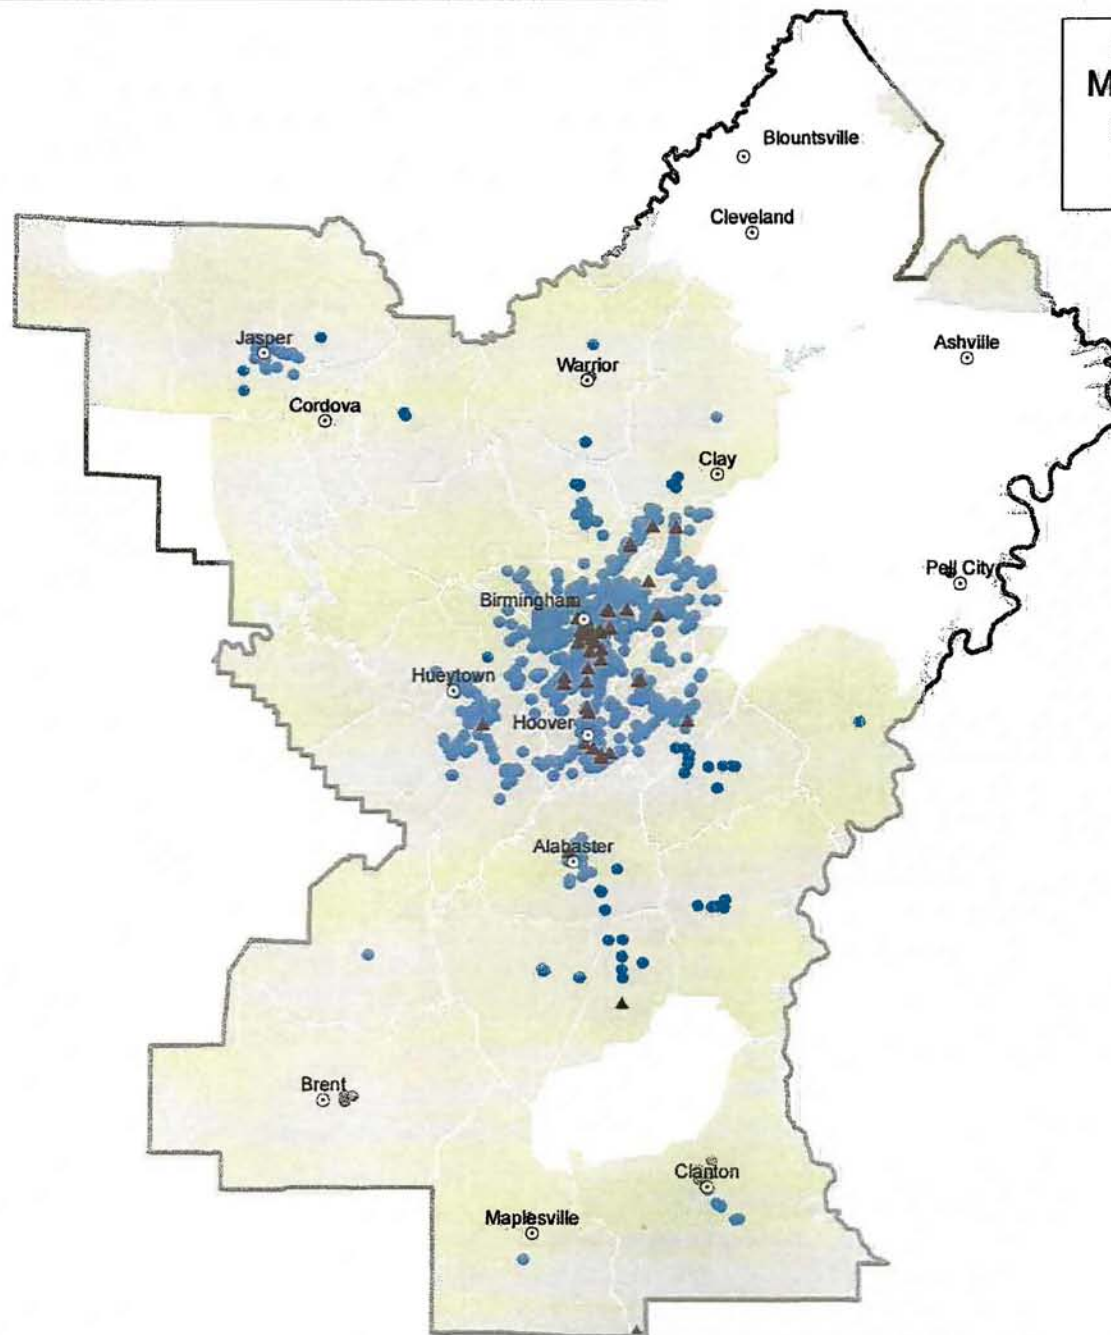 M
Blountsville
Cleveland
Jasper
Warrior
Ashville
Cordova
Clay
Pell City
Birmingham
Hueytown
Hoover
Alabaster
Brent
Clanton
Maplesville